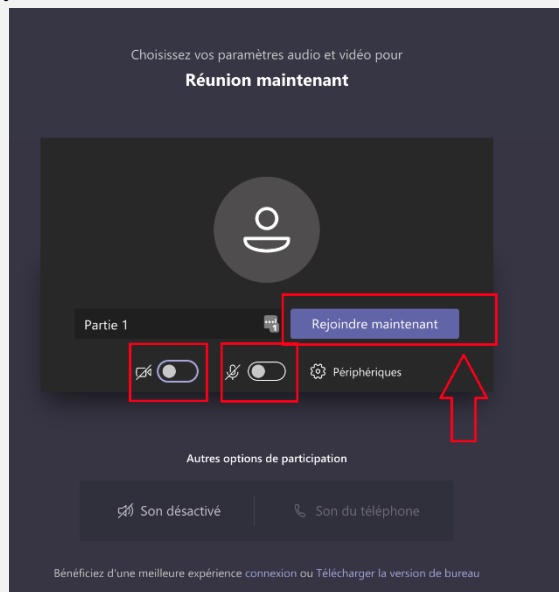 Choisissez vos paramètres audio et vidéo pour
Réunion maintenant
Partie 1
Rejoindre maintenant
Périphériques
Autres options de participation
Son désactivé
Son du téléphone
Bénéficiez d'une meilleure expérience connexion ou Télécharger la version de bureau